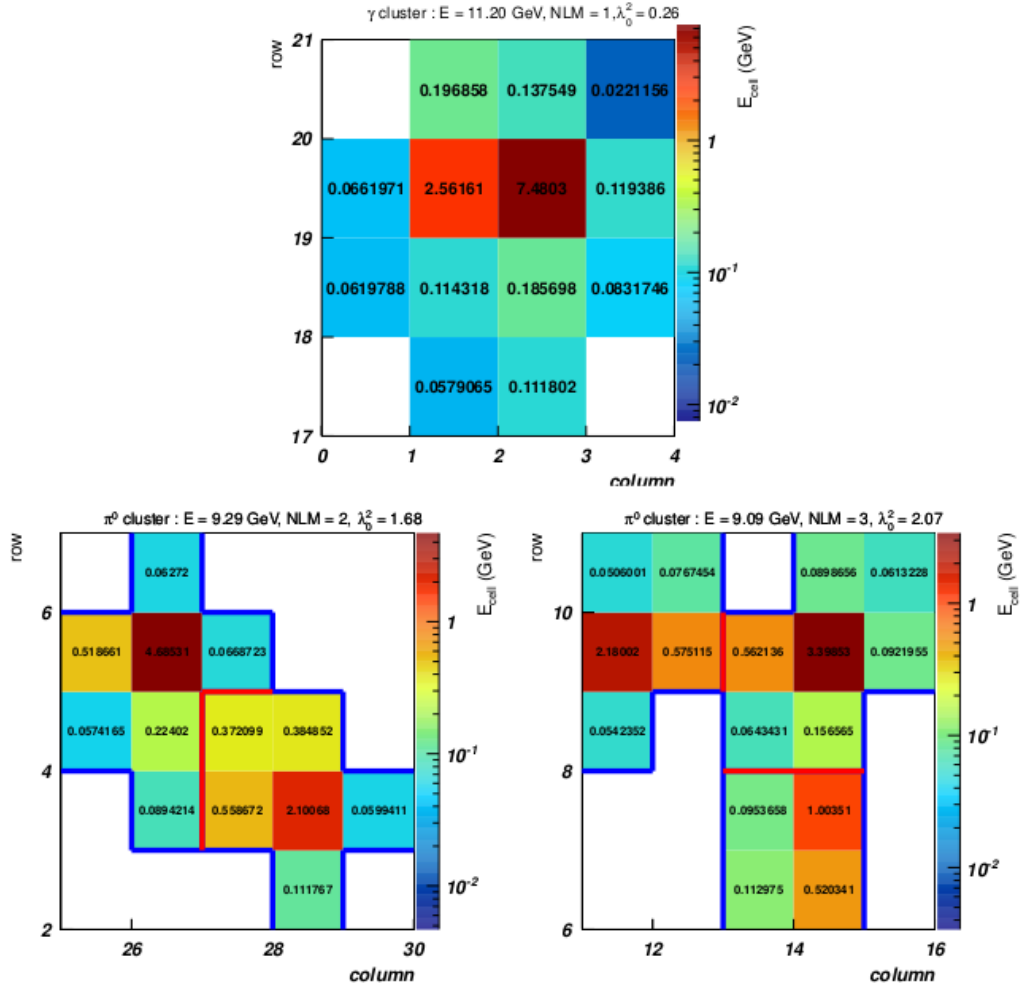 γ cluster : E = 11.20 GeV, NLM = 1,λ₀² = 0.26
row
E_cell (GeV)
21
0.196858 0.137549 0.0221156
1
20
0.0661971 2.56161 7.4803 0.119386
19
10⁻¹
0.0619788 0.114318 0.185698 0.0831746
18
0.0579065 0.111802
10⁻²
17
0 1 2 3 4
column
π⁰ cluster : E = 9.29 GeV, NLM = 2, λ₀² = 1.68
row
E_cell (GeV)
0.06272
6
1
0.518661 4.68531 0.0668723
0.0574165 0.22402 0.372099 0.384852
10⁻¹
4
0.0894214 0.558672 2.10068 0.0599411
0.111767
10⁻²
2
26 28 30
column
π⁰ cluster : E = 9.09 GeV, NLM = 3, λ₀² = 2.07
row
E_cell (GeV)
0.0506001 0.0767454 0.0898656 0.0613228
10
1
2.18002 0.575115 0.562136 3.39853 0.0921955
0.0542352 0.0643431 0.156565
10⁻¹
8
0.0953658 1.00351
0.112975 0.520341
10⁻²
6
12 14 16
column